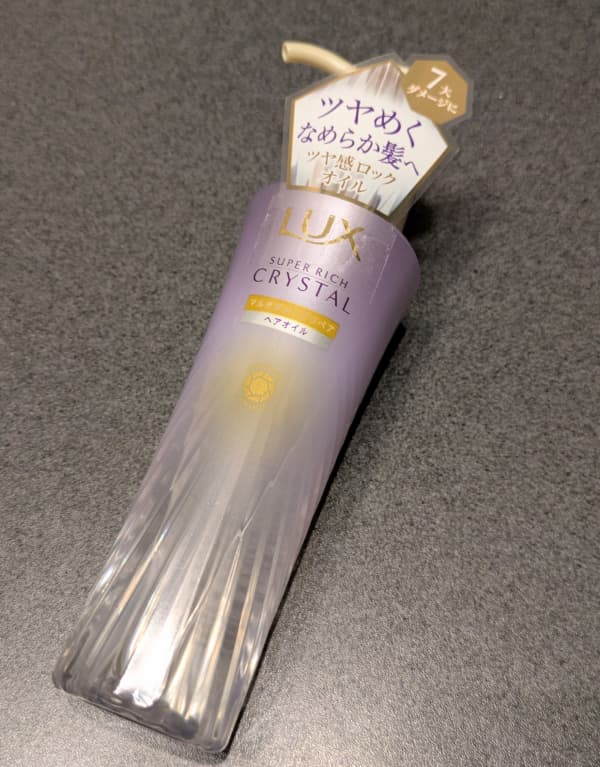 7大
ダメージに
ツヤめく
なめらか髪へ
ツヤ感ロック
オイル
LUX
SUPER RICH
CRYSTAL
ヘアオイル